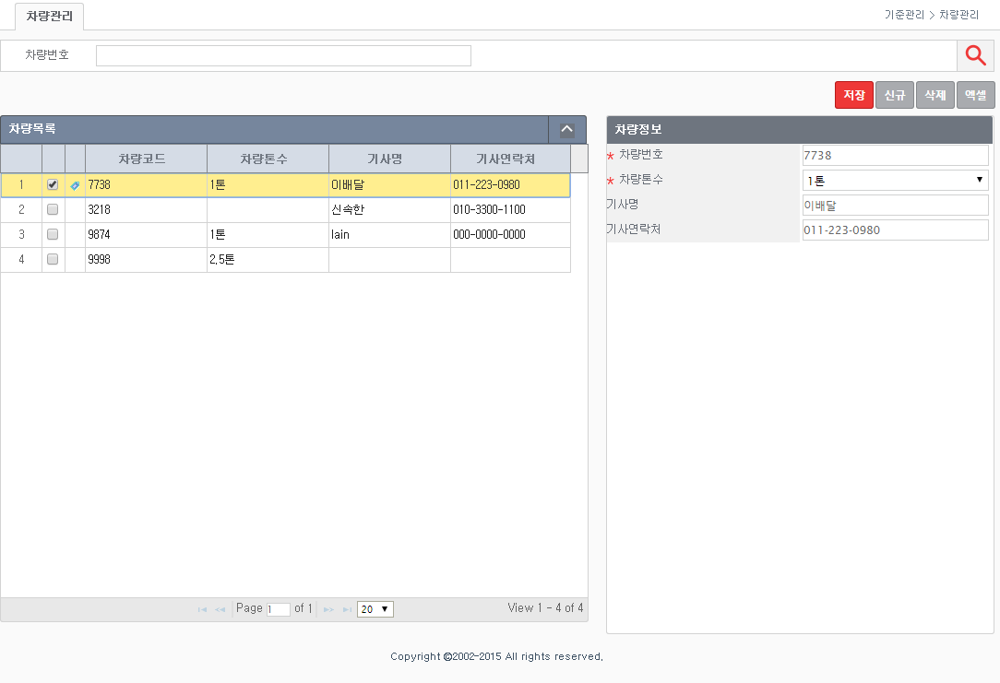 차량관리
기준관리 > 차량관리
차량번호
저장 신규 삭제 엑셀
차량목록
차량코드 차량톤수 기사명 기사연락처
1 7738 1톤 이배달 011-223-0980
2 3218 신속한 010-3300-1100
3 9874 1톤 lain 000-0000-0000
4 9998 2.5톤
Page 1 of 1 20 View 1 - 4 of 4
차량정보
* 차량번호 7738
* 차량톤수 1톤
기사명 이배달
기사연락처 011-223-0980
Copyright ©2002-2015 All rights reserved.